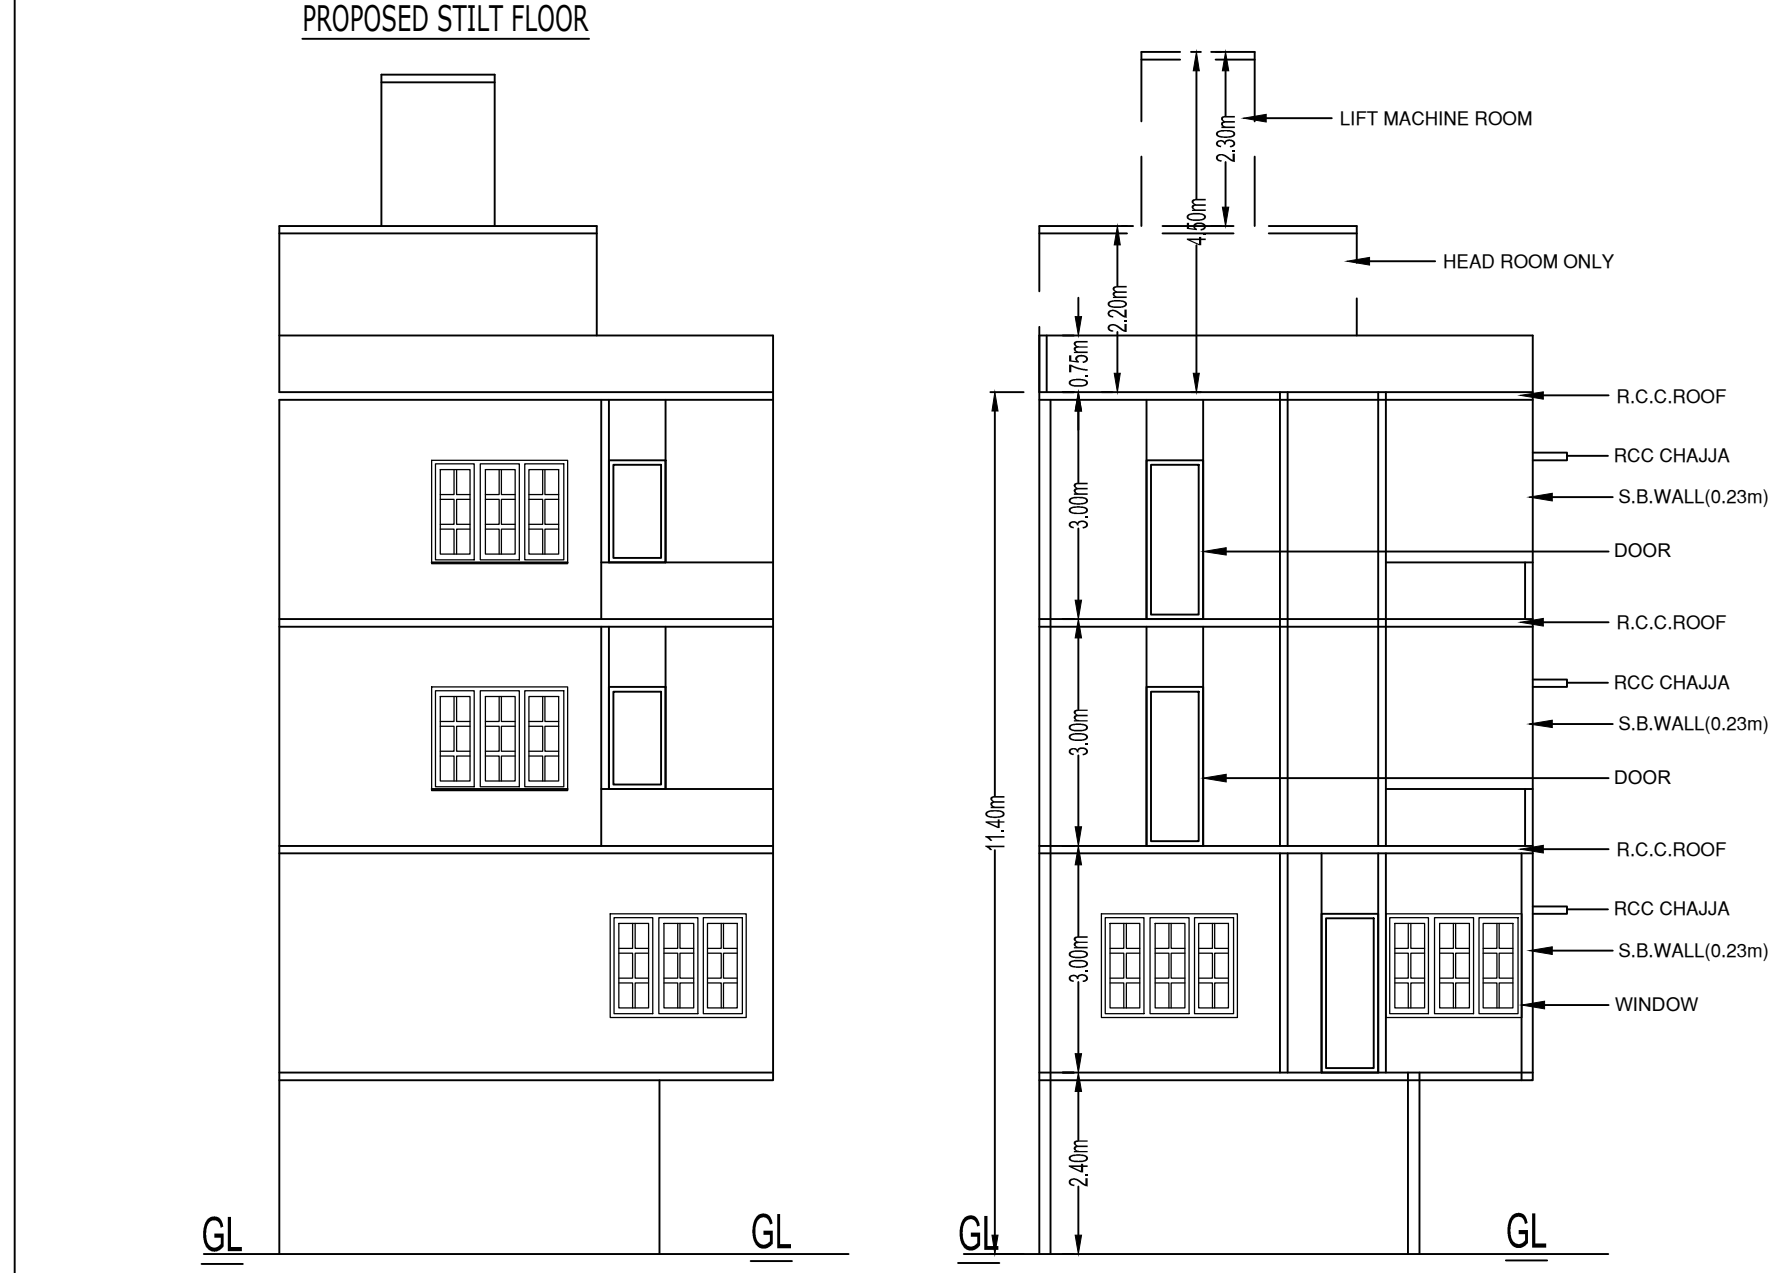 PROPOSED STILT FLOOR
LIFT MACHINE ROOM
2.30m
4.50m
HEAD ROOM ONLY
2.20m
0.75m
R.C.C.ROOF
RCC CHAJJA
S.B.WALL(0.23m)
3.00m
DOOR
R.C.C.ROOF
RCC CHAJJA
S.B.WALL(0.23m)
3.00m
DOOR
11.40m
R.C.C.ROOF
RCC CHAJJA
S.B.WALL(0.23m)
3.00m
WINDOW
2.40m
GL
GL
GL
GL